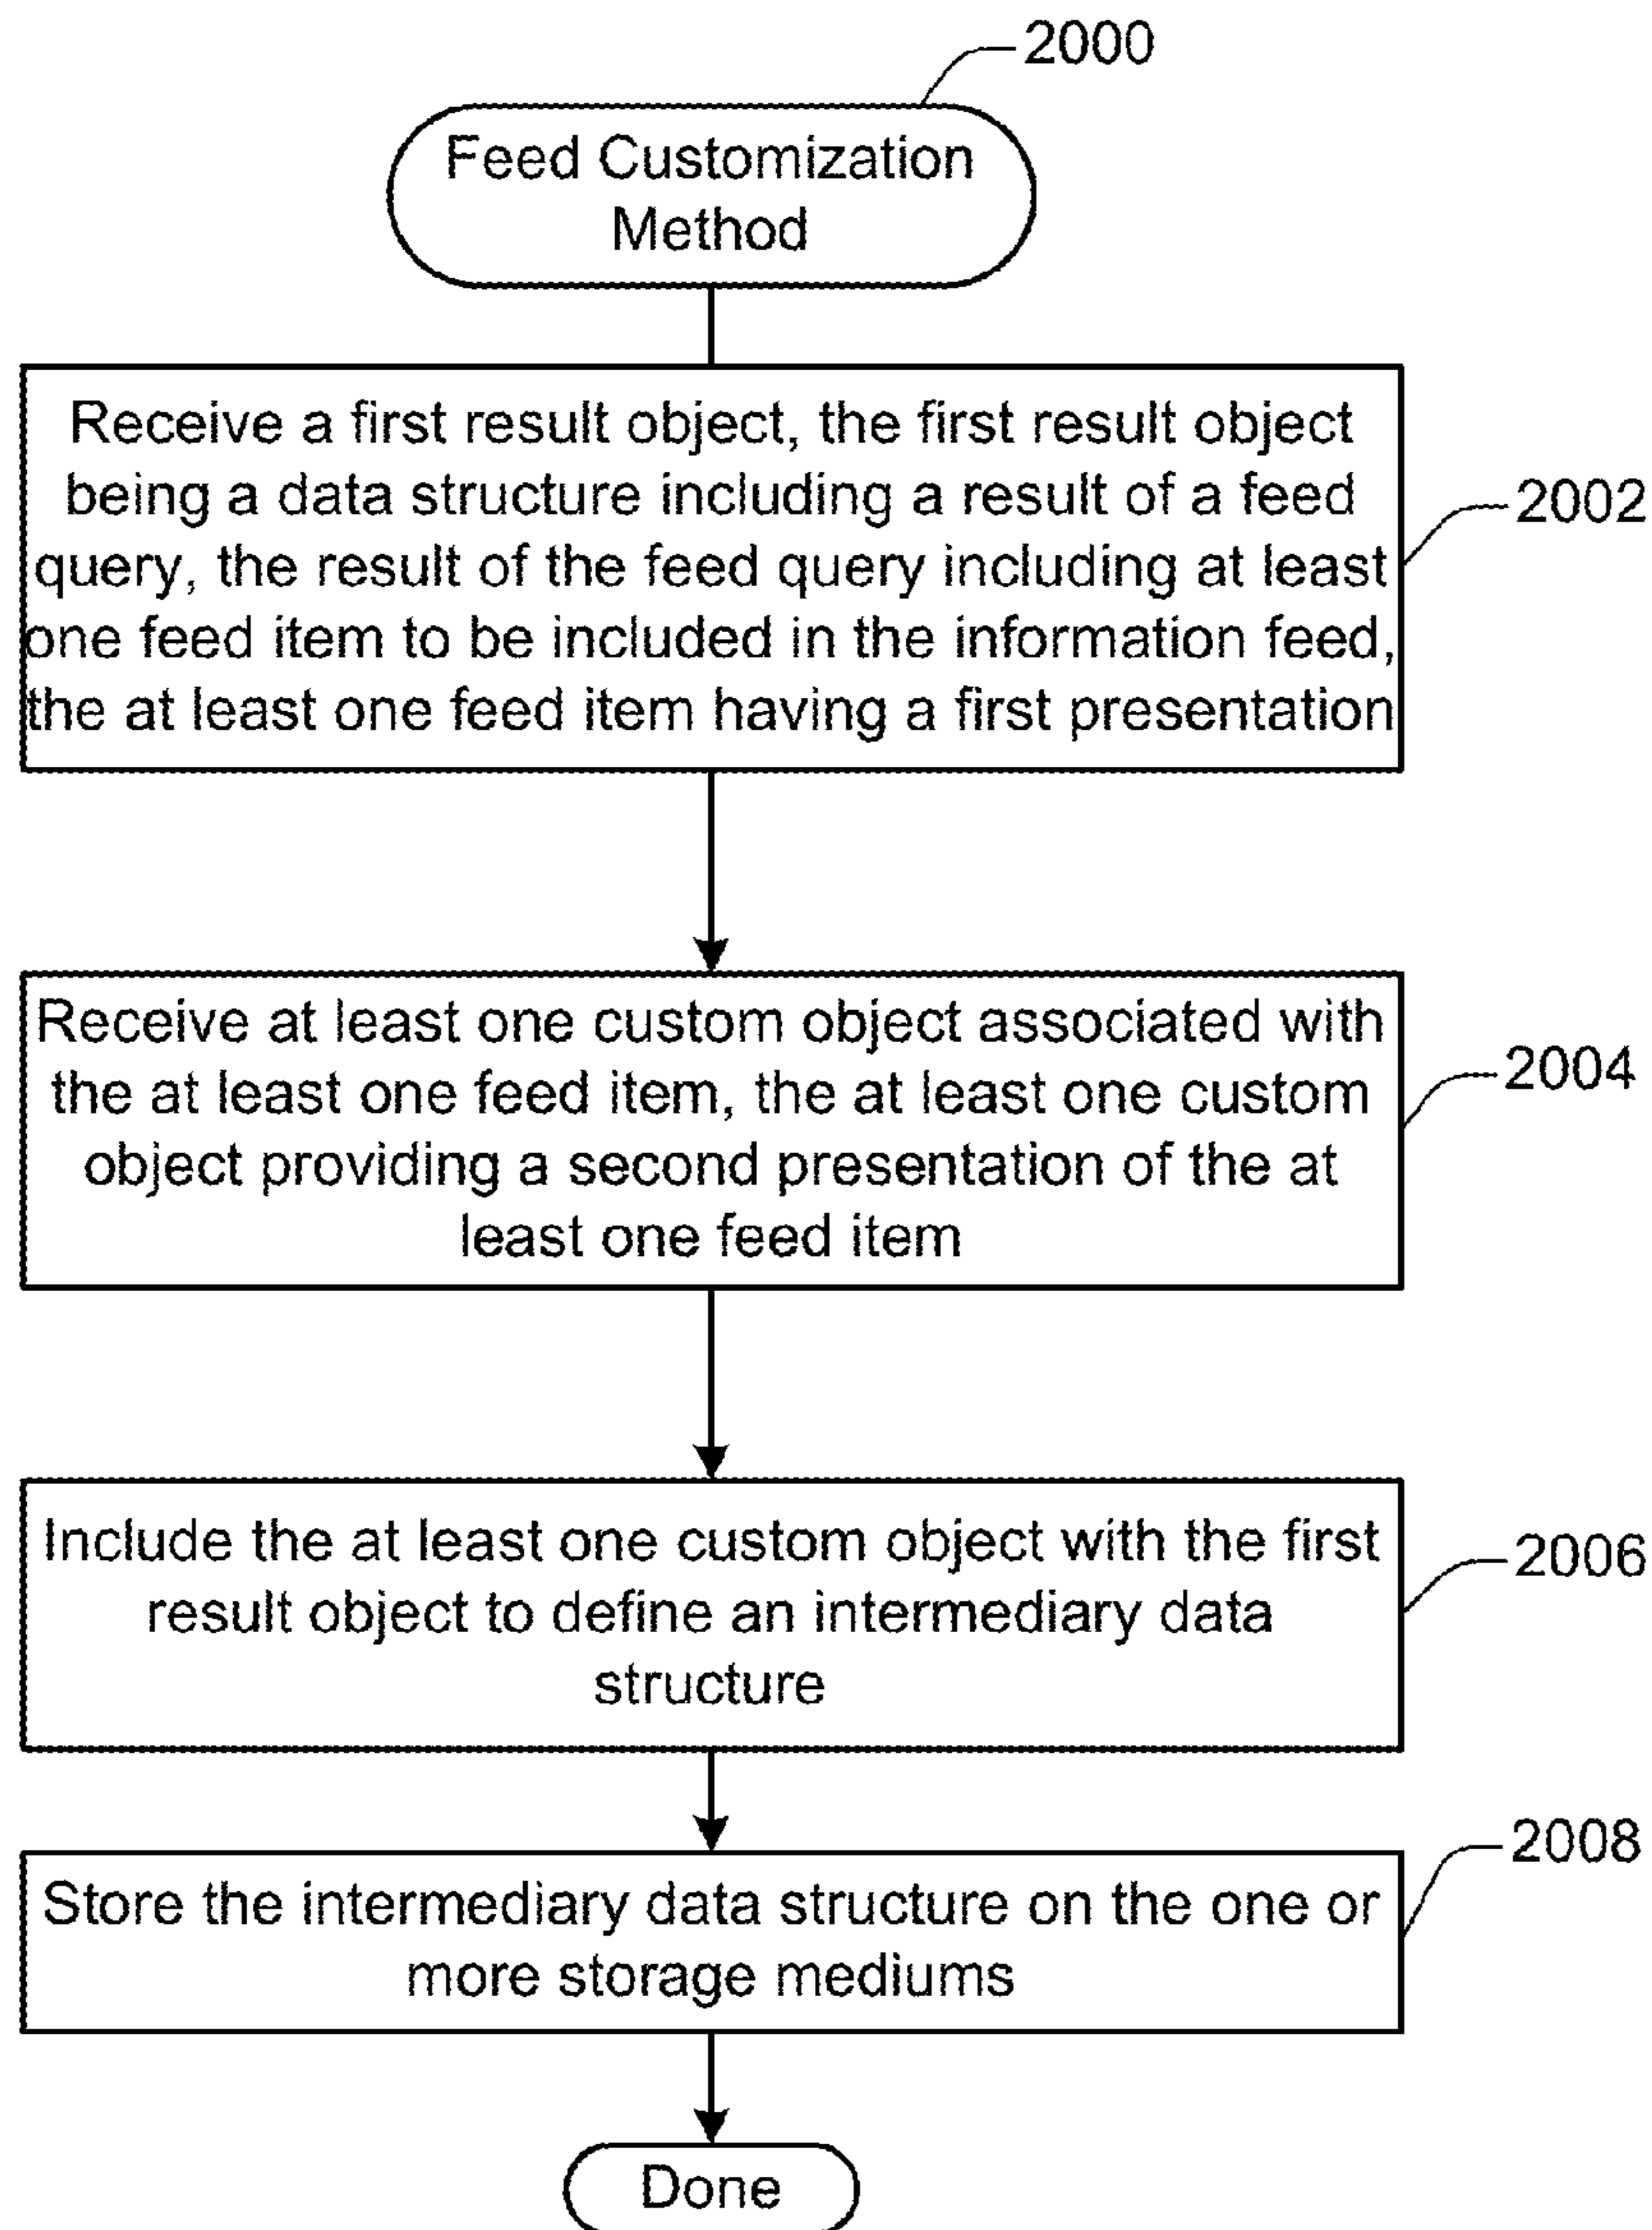 2000
Feed Customization
Method
Receive a first result object, the first result object
being a data structure including a result of a feed
query, the result of the feed query including at least
one feed item to be included in the information feed,
the at least one feed item having a first presentation
2002
Receive at least one custom object associated with
the at least one feed item, the at least one custom
object providing a second presentation of the at
least one feed item
2004
Include the at least one custom object with the first
result object to define an intermediary data
structure
2006
Store the intermediary data structure on the one or
more storage mediums
2008
Done